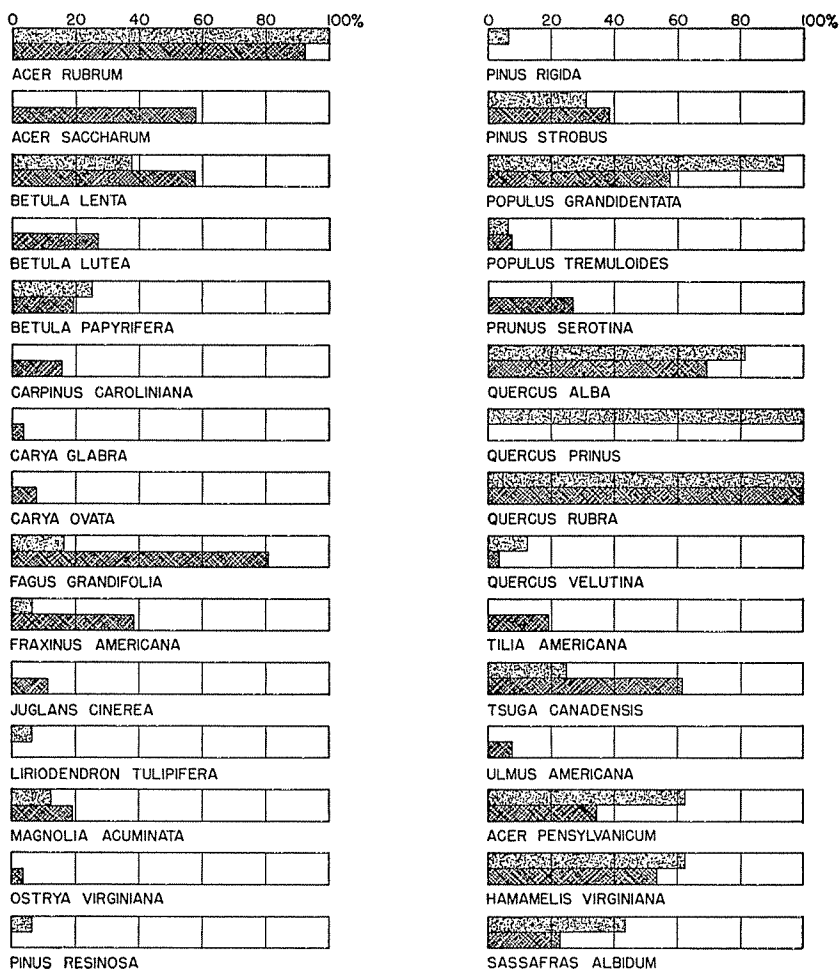 0 20 40 60 80 100%
ACER RUBRUM
ACER SACCHARUM
BETULA LENTA
BETULA LUTEA
BETULA PAPYRIFERA
CARPINUS CAROLINIANA
CARYA GLABRA
CARYA OVATA
FAGUS GRANDIFOLIA
FRAXINUS AMERICANA
JUGLANS CINEREA
LIRIODENDRON TULIPIFERA
MAGNOLIA ACUMINATA
OSTRYA VIRGINIANA
PINUS RESINOSA
0 20 40 60 80 100%
PINUS RIGIDA
PINUS STROBUS
POPULUS GRANDIDENTATA
POPULUS TREMULOIDES
PRUNUS SEROTINA
QUERCUS ALBA
QUERCUS PRINUS
QUERCUS RUBRA
QUERCUS VELUTINA
TILIA AMERICANA
TSUGA CANADENSIS
ULMUS AMERICANA
ACER PENSYLVANICUM
HAMAMELIS VIRGINIANA
SASSAFRAS ALBIDUM